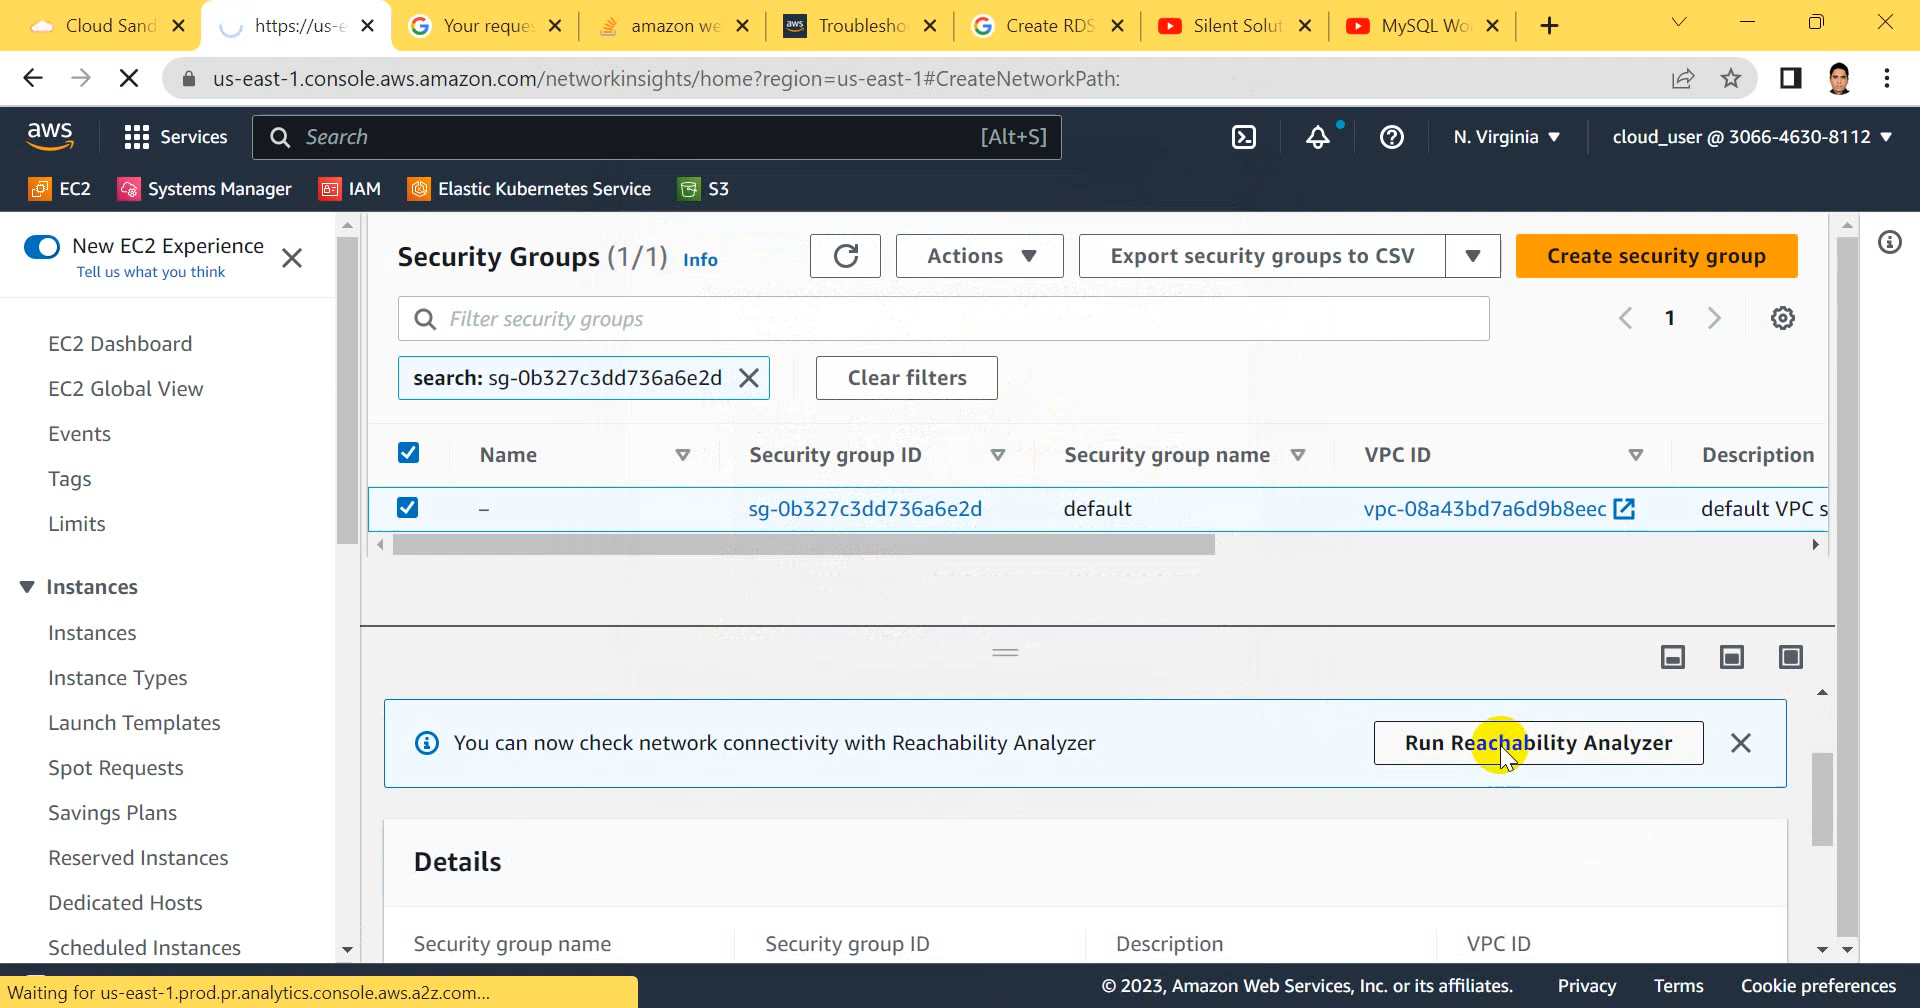 Cloud Sand
https://us-e
Your reque
amazon we
Troublesho
Create RDS
Silent Solut
MySQL Wo
us-east-1.console.aws.amazon.com/networkinsights/home?region=us-east-1#CreateNetworkPath:
aws
Services
Search
[Alt+S]
N. Virginia
cloud_user @ 3066-4630-8112
EC2
Systems Manager
IAM
Elastic Kubernetes Service
S3
New EC2 Experience
Tell us what you think
EC2 Dashboard
EC2 Global View
Events
Tags
Limits
Instances
Instances
Instance Types
Launch Templates
Spot Requests
Savings Plans
Reserved Instances
Dedicated Hosts
Scheduled Instances
Security Groups (1/1) Info
Actions
Export security groups to CSV
Create security group
Filter security groups
1
search: sg-0b327c3dd736a6e2d
Clear filters
Name
Security group ID
Security group name
VPC ID
Description
–
sg-0b327c3dd736a6e2d
default
vpc-08a43bd7a6d9b8eec
default VPC s
You can now check network connectivity with Reachability Analyzer
Run Reachability Analyzer
Details
Security group name
Security group ID
Description
VPC ID
Waiting for us-east-1.prod.pr.analytics.console.aws.a2z.com...
© 2023, Amazon Web Services, Inc. or its affiliates.
Privacy
Terms
Cookie preferences